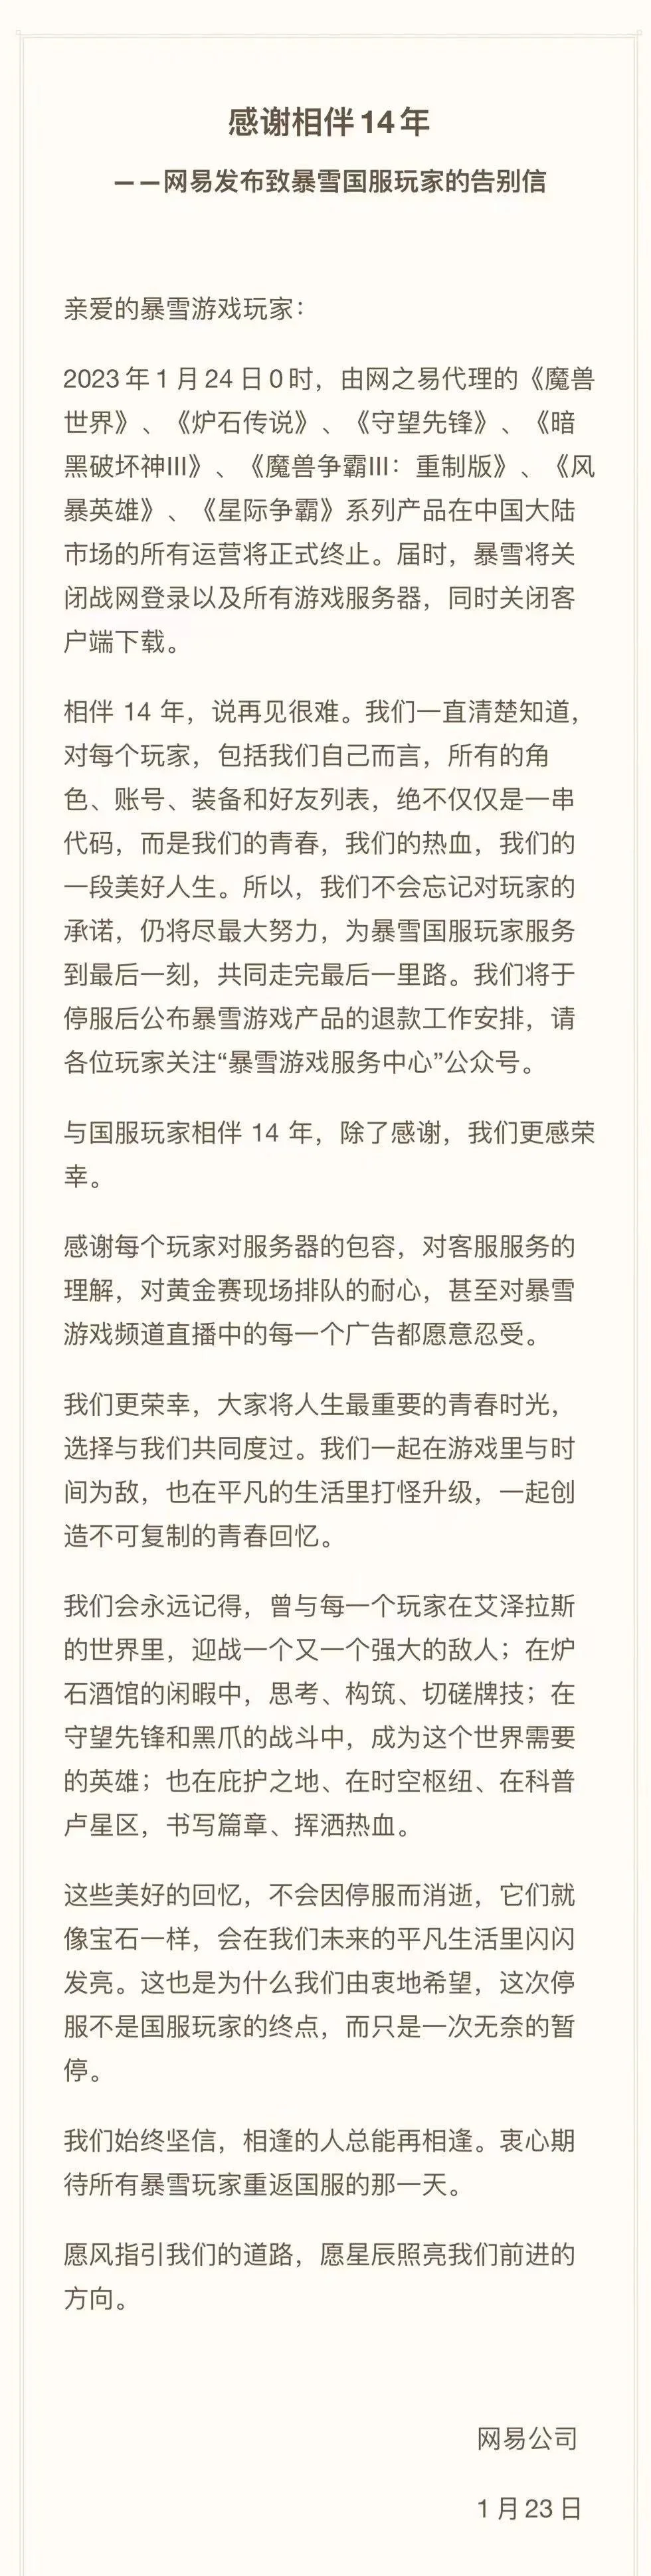 感谢相伴14年
——网易发布致暴雪国服玩家的告别信
亲爱的暴雪游戏玩家：
2023年1月24日0时，由网之易代理的《魔兽
世界》、《炉石传说》、《守望先锋》、《暗
黑破坏神III》、《魔兽争霸III：重制版》、《风
暴英雄》、《星际争霸》系列产品在中国大陆
市场的所有运营将正式终止。届时，暴雪将关
闭战网登录以及所有游戏服务器，同时关闭客
户端下载。
相伴 14 年，说再见很难。我们一直清楚知道，
对每个玩家，包括我们自己而言，所有的角
色、账号、装备和好友列表，绝不仅仅是一串
代码，而是我们的青春，我们的热血，我们的
一段美好人生。所以，我们不会忘记对玩家的
承诺，仍将尽最大努力，为暴雪国服玩家服务
到最后一刻，共同走完最后一里路。我们将于
停服后公布暴雪游戏产品的退款工作安排，请
各位玩家关注“暴雪游戏服务中心”公众号。
与国服玩家相伴 14 年，除了感谢，我们更感荣
幸。
感谢每个玩家对服务器的包容，对客服服务的
理解，对黄金赛现场排队的耐心，甚至对暴雪
游戏频道直播中的每一个广告都愿意忍受。
我们更荣幸，大家将人生最重要的青春时光，
选择与我们共同度过。我们一起在游戏里与时
间为敌，也在平凡的生活里打怪升级，一起创
造不可复制的青春回忆。
我们会永远记得，曾与每一个玩家在艾泽拉斯
的世界里，迎战一个又一个强大的敌人；在炉
石酒馆的闲暇中，思考、构筑、切磋牌技；在
守望先锋和黑爪的战斗中，成为这个世界需要
的英雄；也在庇护之地、在时空枢纽、在科普
卢星区，书写篇章、挥洒热血。
这些美好的回忆，不会因停服而消逝，它们就
像宝石一样，会在我们未来的平凡生活里闪闪
发亮。这也是为什么我们由衷地希望，这次停
服不是国服玩家的终点，而只是一次无奈的暂
停。
我们始终坚信，相逢的人总能再相逢。衷心期
待所有暴雪玩家重返国服的那一天。
愿风指引我们的道路，愿星辰照亮我们前进的
方向。
网易公司
1月23日